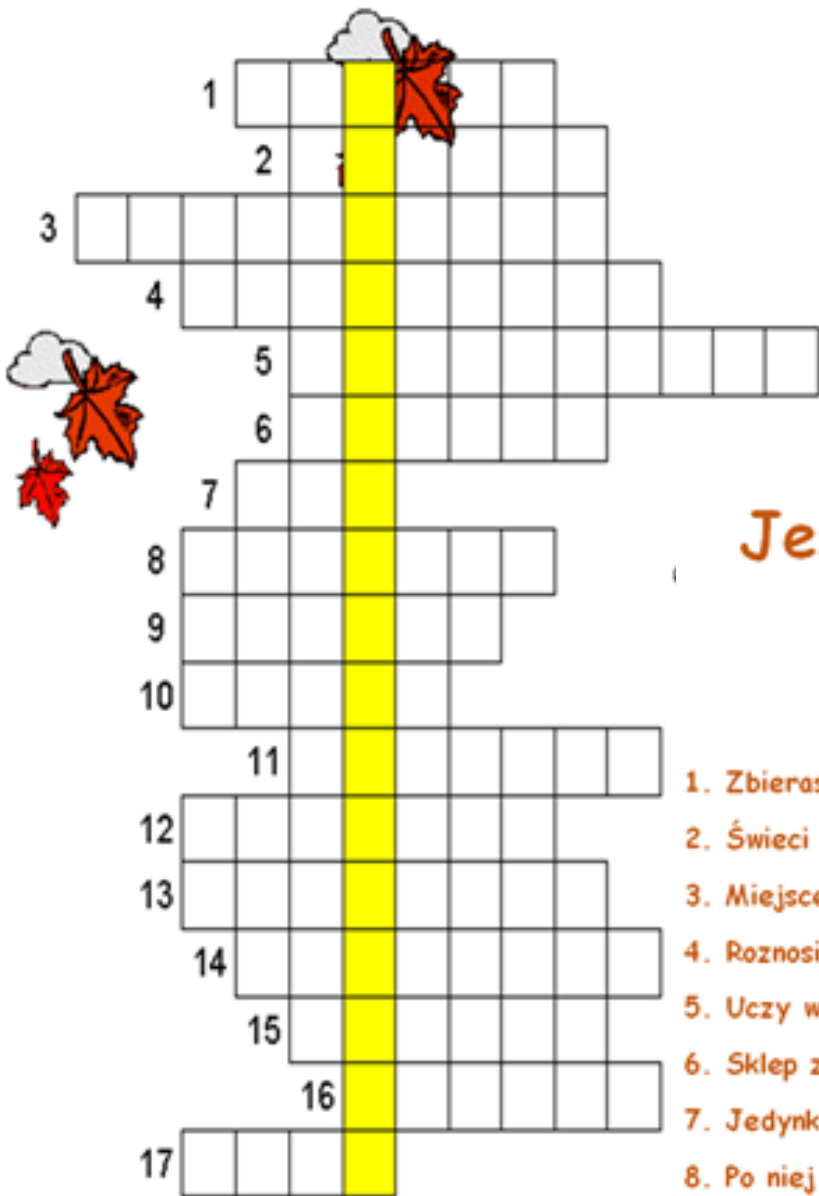 1
2
3
4
5
6
7
8
9
10
11
12
13
14
15
16
17
Je
1. Zbieras
2. Świeci
3. Miejsce
4. Roznosi
5. Uczy w
6. Sklep z
7. Jedynk
8. Po niej